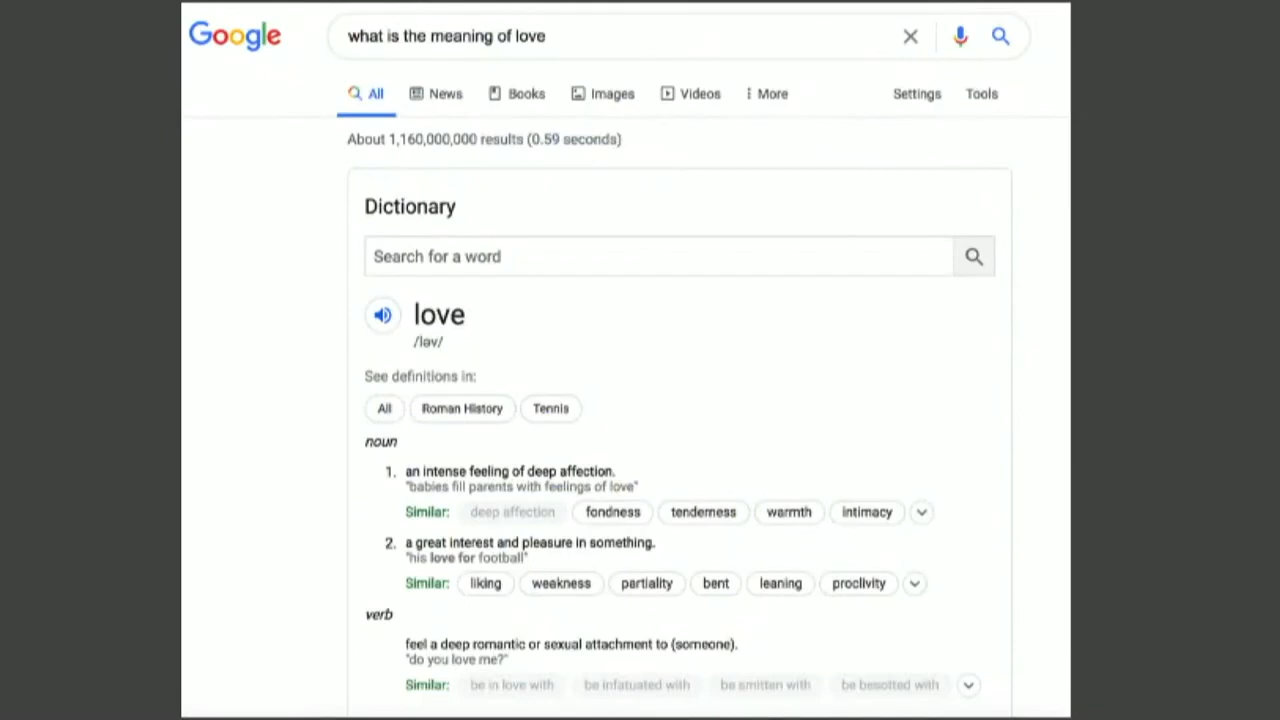 Google what is the meaning of love
All News Books Images Videos More Settings Tools
About 1,160,000,000 results (0.59 seconds)
Dictionary
Search for a word
love
/ləv/
See definitions in:
All Roman History Tennis
noun
1. an intense feeling of deep affection.
"babies fill parents with feelings of love"
Similar: deep affection fondness tenderness warmth intimacy
2. a great interest and pleasure in something.
"his love for football"
Similar: liking weakness partiality bent leaning proclivity
verb
feel a deep romantic or sexual attachment to (someone).
"do you love me?"
Similar: be in love with be infatuated with be smitten with be besotted with